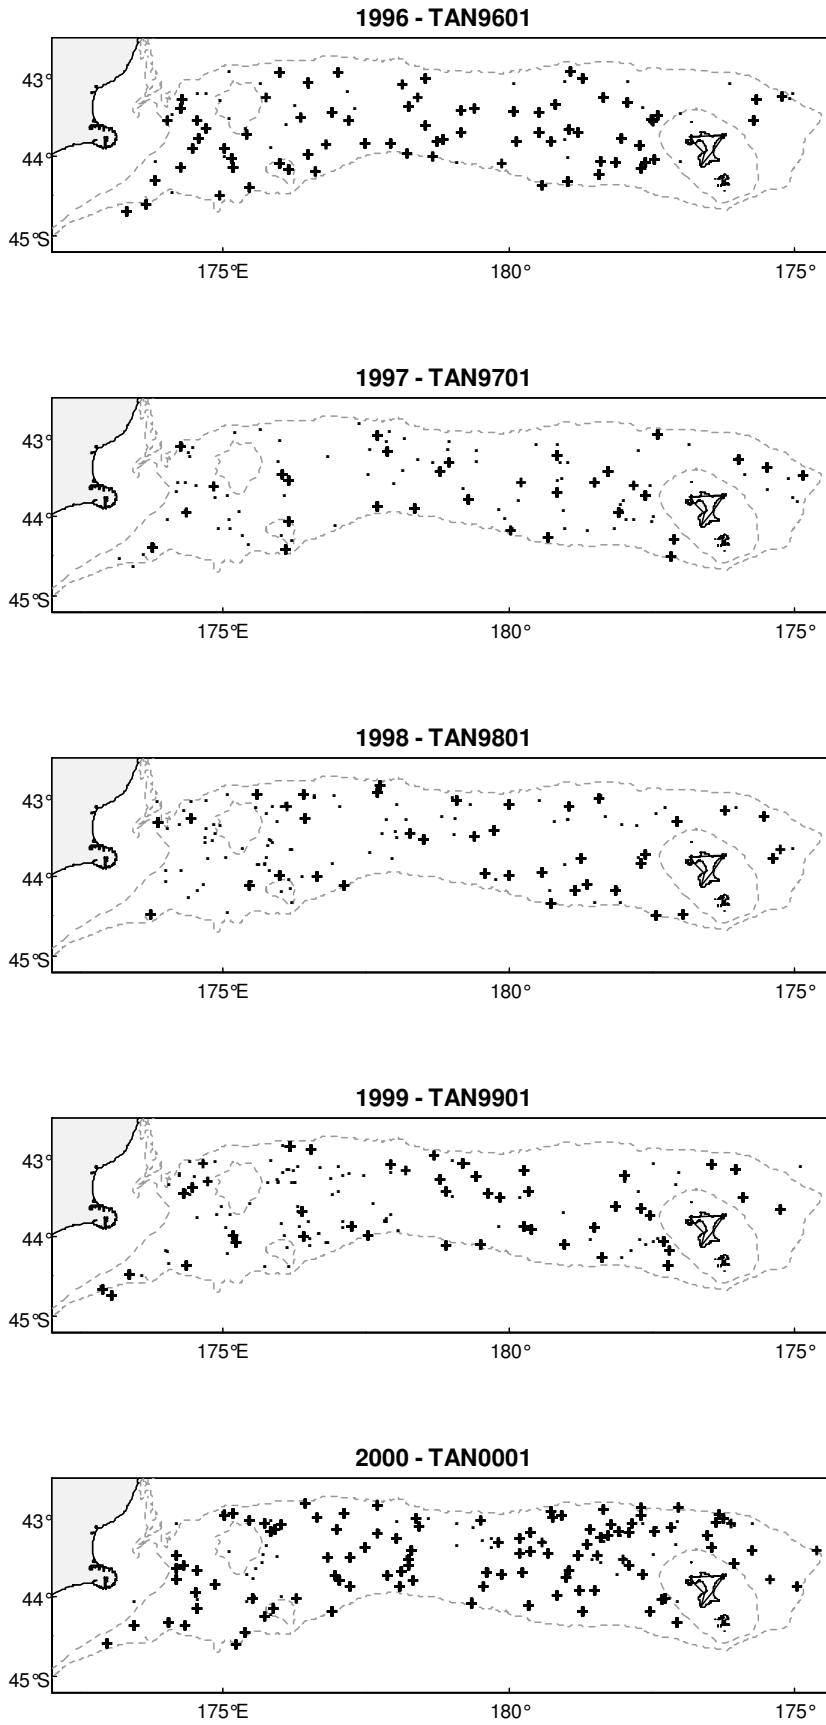 1996 - TAN9601
43°
44°
45°S
175°E 180° 175°
1997 - TAN9701
43°
44°
45°S
175°E 180° 175°
1998 - TAN9801
43°
44°
45°S
175°E 180° 175°
1999 - TAN9901
43°
44°
45°S
175°E 180° 175°
2000 - TAN0001
43°
44°
45°S
175°E 180° 175°